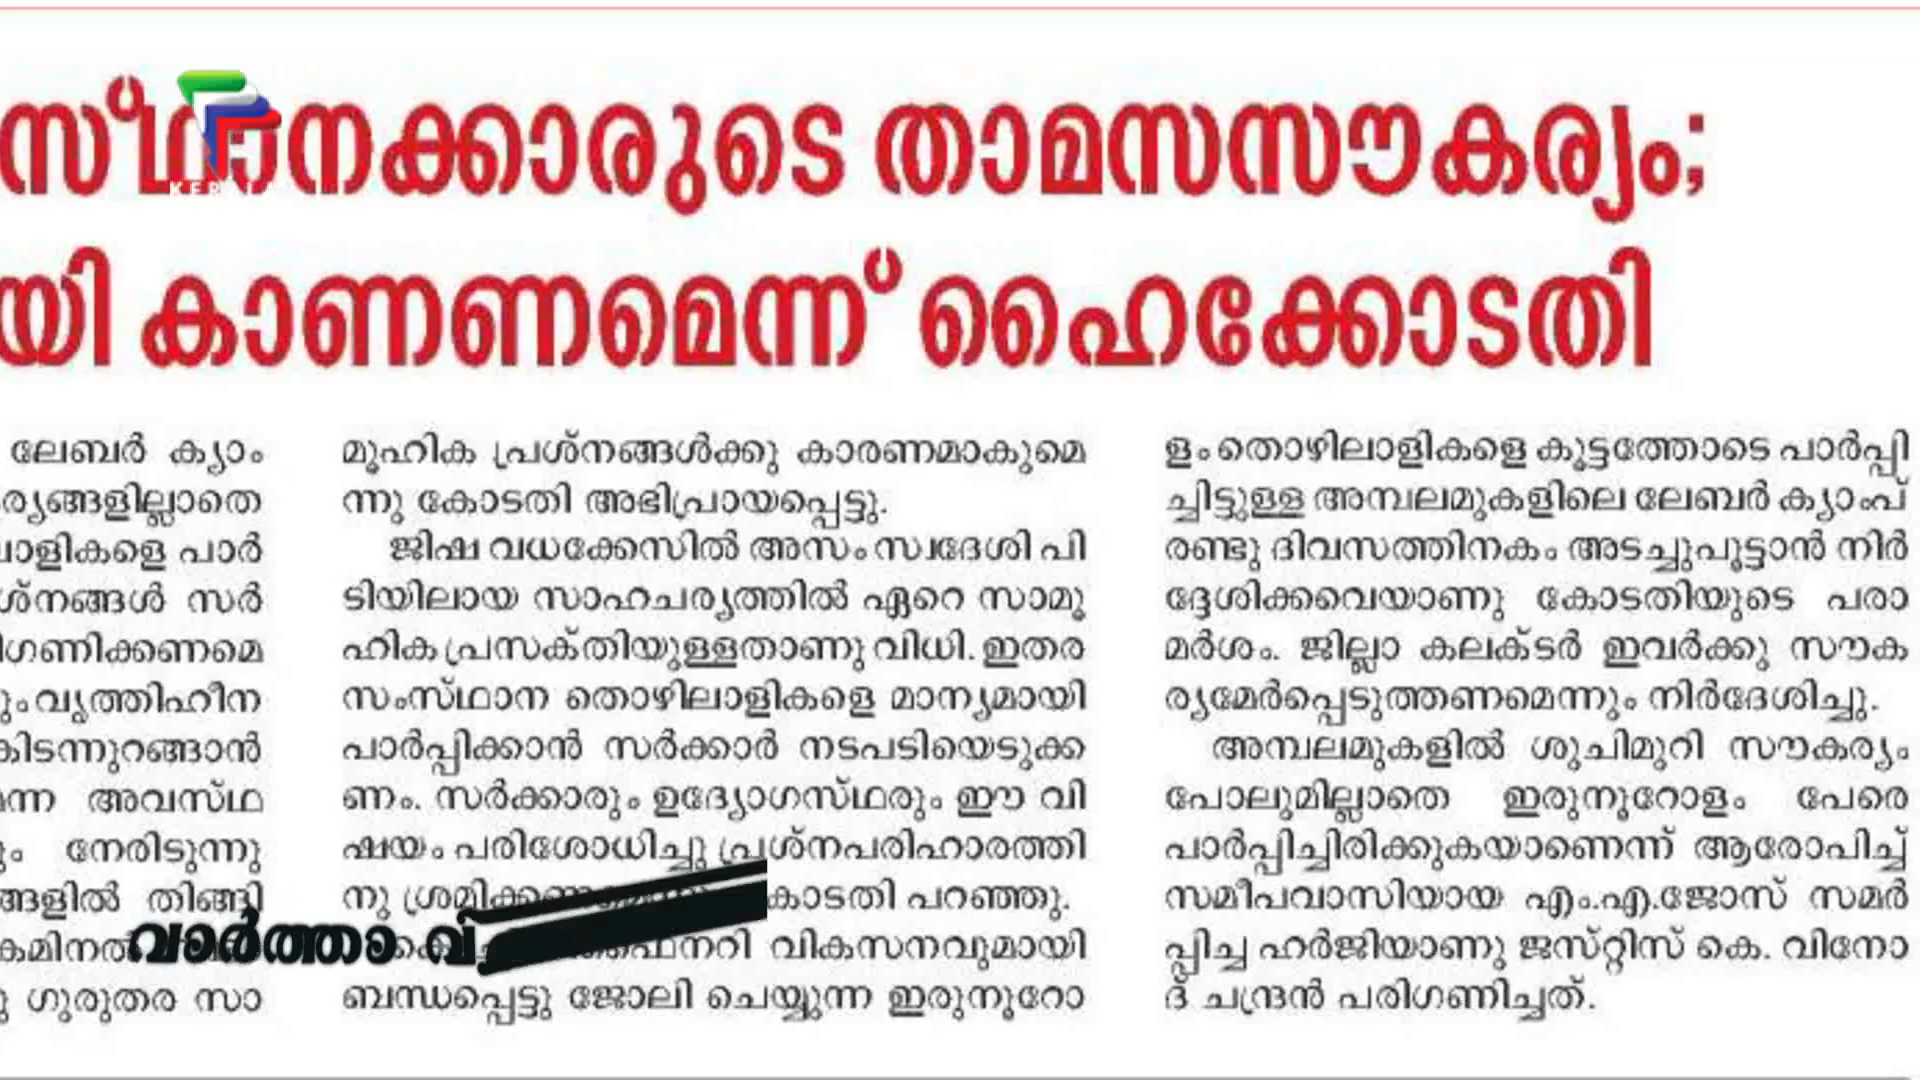 സ്ഥാനക്കാരുടെ താമസസൗകര്യം;
യി കാണണമെന്ന് ഹൈക്കോടതി
ലേബർ ക്യാം
ര്യങ്ങളില്ലാതെ
ാളികളെ പാർ
ശ്നങ്ങൾ സർ
ിഗണിക്കണമെ
ും വൃത്തിഹീന
കിടന്നുറങ്ങാൻ
മെന്ന അവസ്ഥ
ും നേരിടുന്നു
ങ്ങളിൽ തിങ്ങി
കമിനൽ
ു ഗുരുതര സാ
മൂഹിക പ്രശ്നങ്ങൾക്കു കാരണമാകുമെ
ന്നു കോടതി അഭിപ്രായപ്പെട്ടു.
ജിഷ വധക്കേസിൽ അസം സ്വദേശി പി
ടിയിലായ സാഹചര്യത്തിൽ ഏറെ സാമൂ
ഹിക പ്രസക്തിയുള്ളതാണു വിധി. ഇതര
സംസ്ഥാന തൊഴിലാളികളെ മാന്യമായി
പാർപ്പിക്കാൻ സർക്കാർ നടപടിയെടുക്ക
ണം. സർക്കാരും ഉദ്യോഗസ്ഥരും ഈ വി
ഷയം പരിശോധിച്ചു പ്രശ്നപരിഹാരത്തി
നു കോടതി പറഞ്ഞു.
വികസനവുമായി
ബന്ധപ്പെട്ടു ജോലി ചെയ്യുന്ന ഇരുനൂറോ
ളം തൊഴിലാളികളെ കൂട്ടത്തോടെ പാർപ്പി
ച്ചിട്ടുള്ള അമ്പലമുകളിലെ ലേബർ ക്യാംപ്
രണ്ടു ദിവസത്തിനകം അടച്ചുപൂട്ടാൻ നിർ
ദ്ദേശിക്കവെയാണു കോടതിയുടെ പരാ
മർശം. ജില്ലാ കലക്ടർ ഇവർക്കു സൗക
ര്യമേർപ്പെടുത്തണമെന്നും നിർദേശിച്ചു.
അമ്പലമുകളിൽ ശുചിമുറി സൗകര്യം
പോലുമില്ലാതെ ഇരുനൂറോളം പേരെ
പാർപ്പിച്ചിരിക്കുകയാണെന്ന് ആരോപിച്ച്
സമീപവാസിയായ എം.എ.ജോസ് സമർ
പ്പിച്ച ഹർജിയാണു ജസ്റ്റിസ് കെ. വിനോ
ദ് ചന്ദ്രൻ പരിഗണിച്ചത്.
വാർത്താ